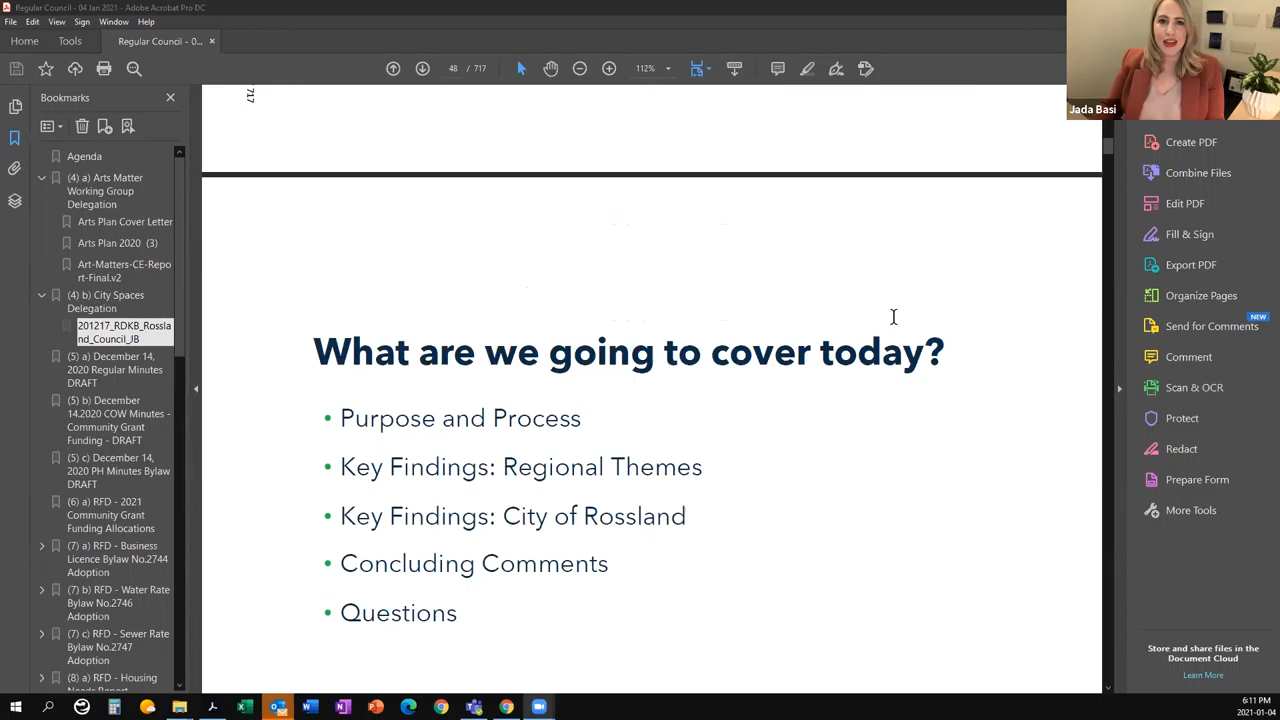 Regular Council - 04 Jan 2021 - Adobe Acrobat Pro DC
File Edit View Sign Window Help
Home Tools Regular Council - 0... ×
48 / 717 112%
Jada Basi
Bookmarks
Agenda
(4) a) Arts Matter
Working Group
Delegation
Arts Plan Cover Letter
Arts Plan 2020 (3)
Art-Matters-CE-Repo
rt-Final.v2
(4) b) City Spaces
Delegation
201217_RDKB_Rossla
nd_Council_JB
(5) a) December 14,
2020 Regular Minutes
DRAFT
(5) b) December
14.2020 COW Minutes -
Community Grant
Funding - DRAFT
(5) c) December 14,
2020 PH Minutes Bylaw
DRAFT
(6) a) RFD - 2021
Community Grant
Funding Allocations
(7) a) RFD - Business
Licence Bylaw No.2744
Adoption
(7) b) RFD - Water Rate
Bylaw No.2746
Adoption
(7) c) RFD - Sewer Rate
Bylaw No.2747
Adoption
(8) a) RFD - Housing
Needs Report
717
What are we going to cover today?
• Purpose and Process
• Key Findings: Regional Themes
• Key Findings: City of Rossland
• Concluding Comments
• Questions
Create PDF
Combine Files
Edit PDF
Fill & Sign
Export PDF
Organize Pages
NEW
Send for Comments
Comment
Scan & OCR
Protect
Redact
Prepare Form
More Tools
Store and share files in the
Document Cloud
Learn More
6:11 PM
2021-01-04